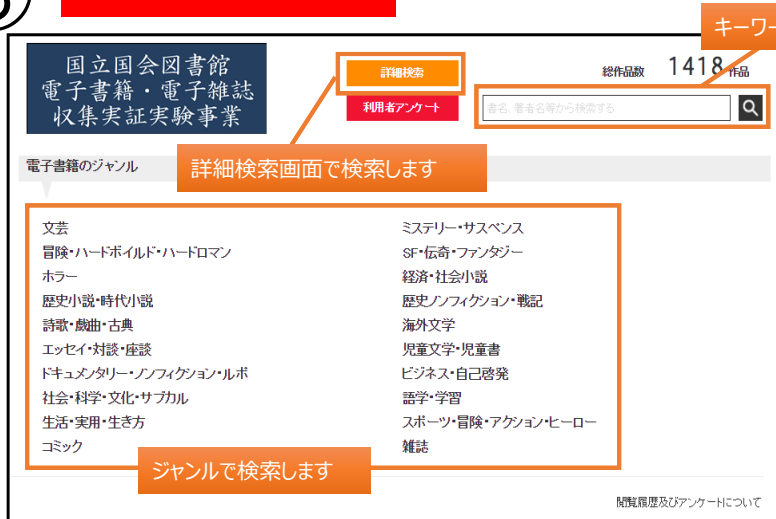 キーワー
国立国会図書館
電子書籍・電子雑誌
収集実証実験事業
詳細検索
総作品数 1418 作品
利用者アンケート
書名、著者名等から検索する
電子書籍のジャンル
詳細検索画面で検索します
文芸
ミステリー・サスペンス
冒険・ハードボイルド・ハードロマン
SF・伝奇・ファンタジー
ホラー
経済・社会小説
歴史小説・時代小説
歴史ノンフィクション・戦記
詩歌・戯曲・古典
海外文学
エッセイ・対談・座談
児童文学・児童書
ドキュメンタリー・ノンフィクション・ルポ
ビジネス・自己啓発
社会・科学・文化・サブカル
語学・学習
生活・実用・生き方
スポーツ・冒険・アクション・ヒーロー
コミック
雑誌
ジャンルで検索します
閲覧履歴及びアンケートについて